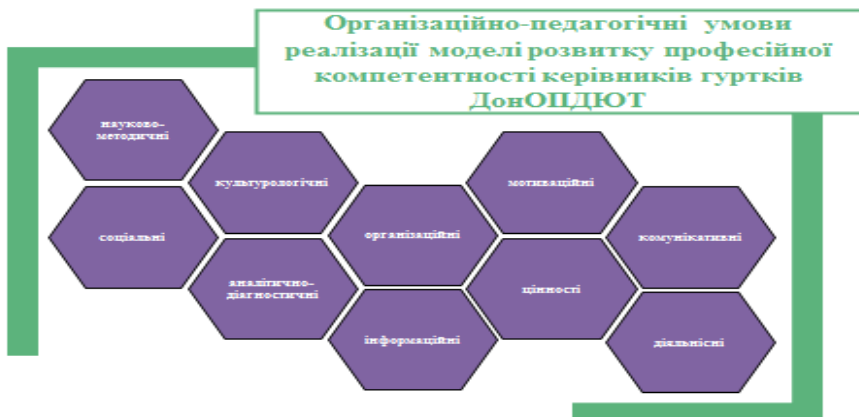 Організаційно-педагогічні умови
реалізації моделі розвитку професійної
компетентності керівників гуртків
ДонОПДЮТ
науково-
методичні
культурологічні
мотиваційні
соціальні
організаційні
комунікативні
аналітично-
діагностичні
цінності
інформаційні
діяльнісні